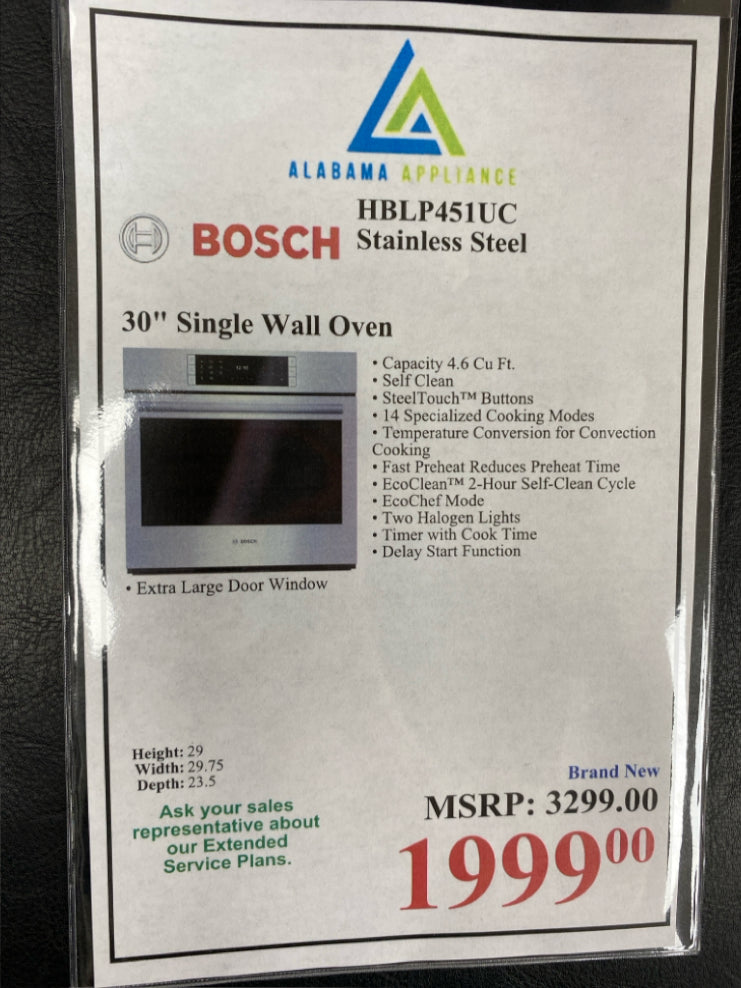 ALABAMA APPLIANCE
HBLP451UC
BOSCH Stainless Steel
30" Single Wall Oven
• Capacity 4.6 Cu Ft.
• Self Clean
• SteelTouch™ Buttons
• 14 Specialized Cooking Modes
• Temperature Conversion for Convection
Cooking
• Fast Preheat Reduces Preheat Time
• EcoClean™ 2-Hour Self-Clean Cycle
• EcoChef Mode
• Two Halogen Lights
• Timer with Cook Time
• Delay Start Function
BOSCH
• Extra Large Door Window
Height: 29
Width: 29.75
Depth: 23.5
Ask your sales
representative about
our Extended
Service Plans.
Brand New
MSRP: 3299.00
199900